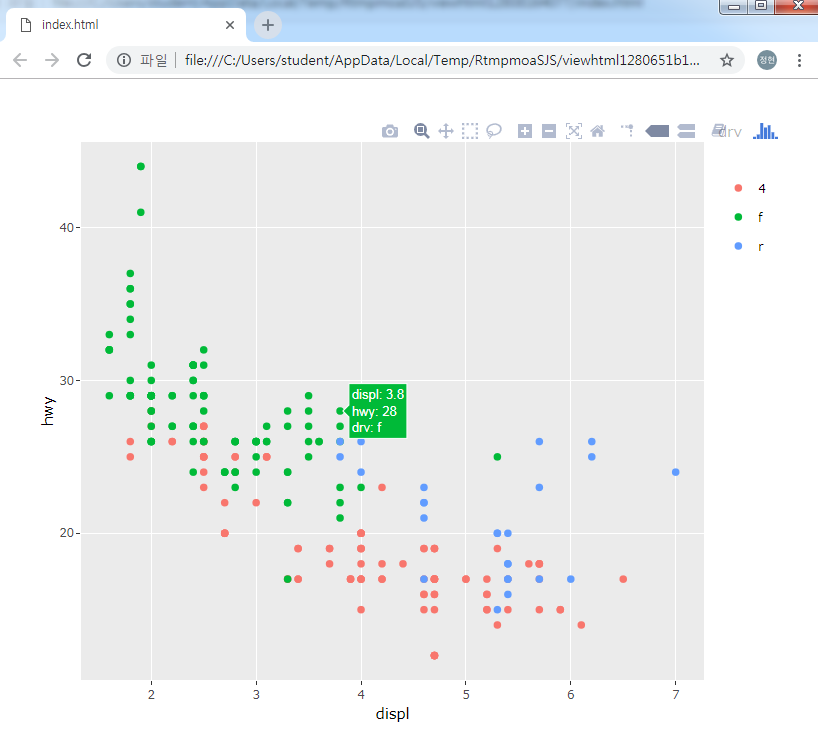 index.html
파일 file:///C:/Users/student/AppData/Local/Temp/RtmpmoaSJS/viewhtml1280651b1... 정현
drv
4
f
r
40
30
20
hwy
displ: 3.8
hwy: 28
drv: f
2 3 4 5 6 7
displ